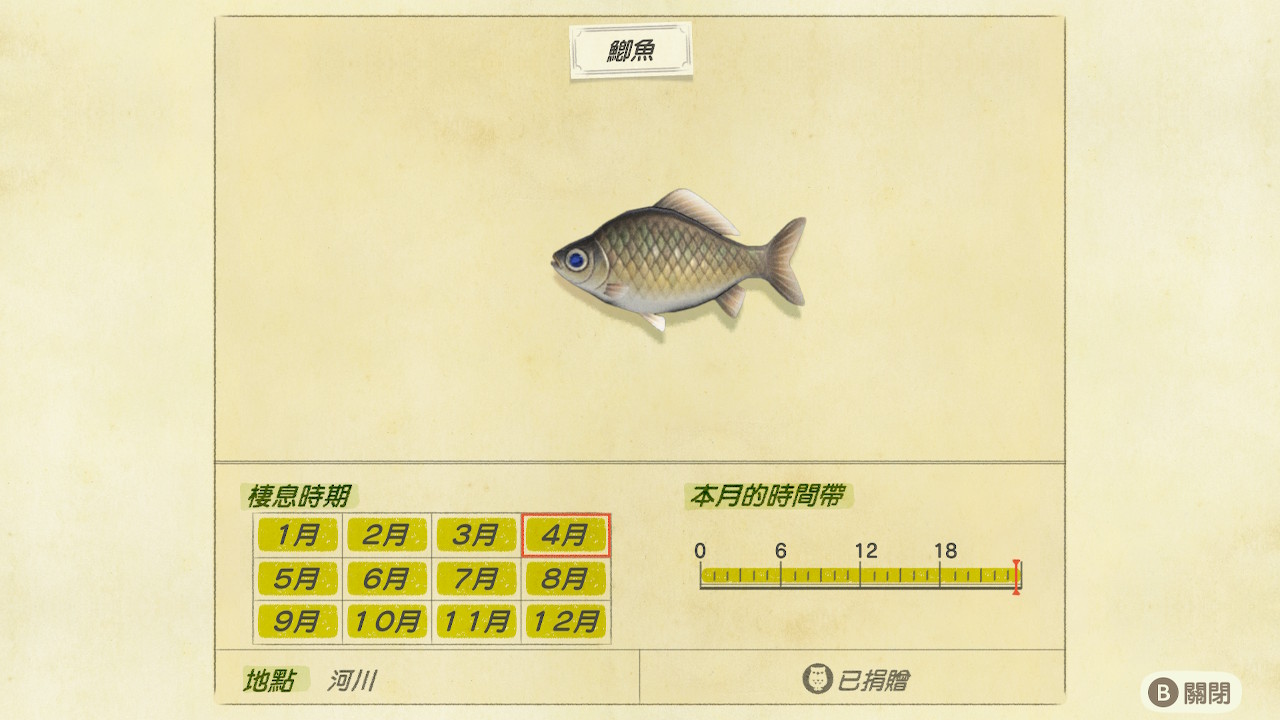 鯽魚
棲息時期
1月 2月 3月 4月
5月 6月 7月 8月
9月 10月 11月 12月
本月的時間帶
0 6 12 18
地點 河川
已捐贈
B 關閉